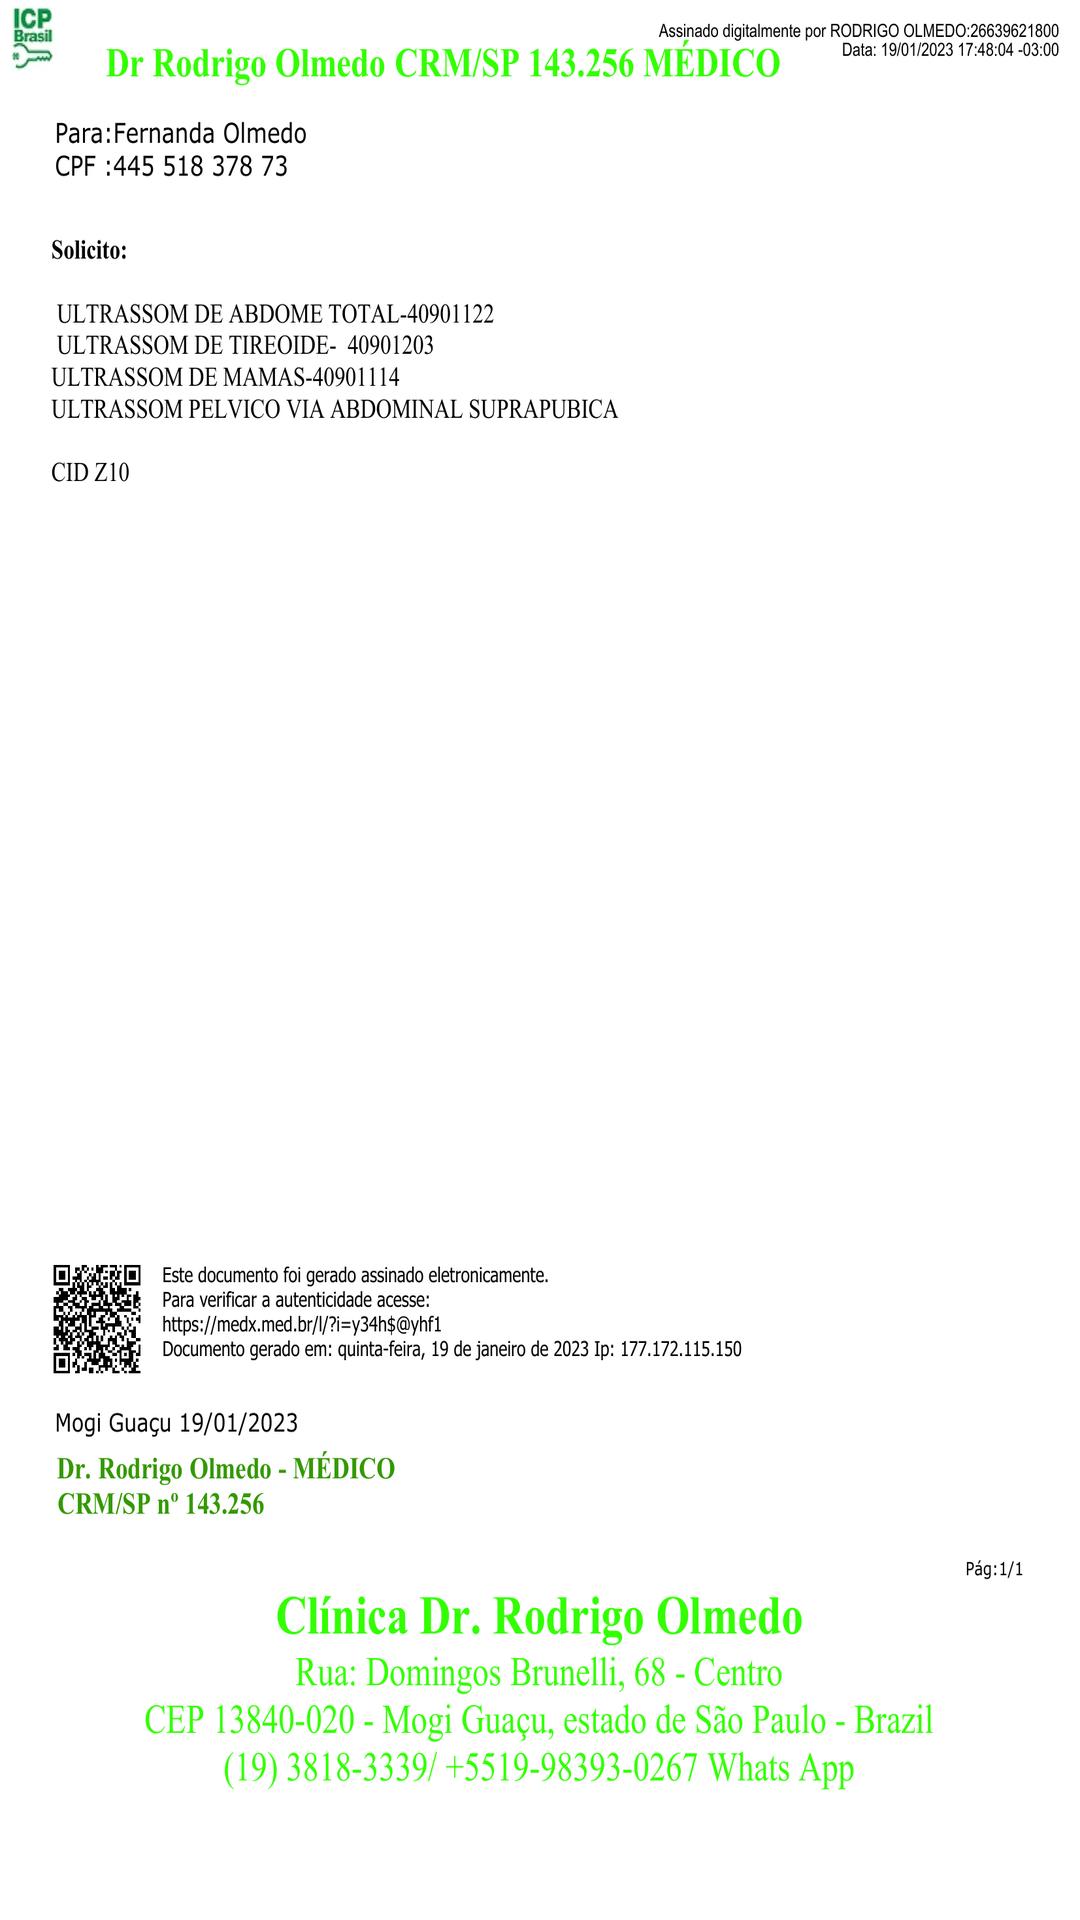 ICP
Brasil
Assinado digitalmente por RODRIGO OLMEDO:26639621800
Data: 19/01/2023 17:48:04 -03:00
Dr Rodrigo Olmedo CRM/SP 143.256 MÉDICO
Para:Fernanda Olmedo
CPF :445 518 378 73
Solicito:
ULTRASSOM DE ABDOME TOTAL-40901122
ULTRASSOM DE TIREOIDE- 40901203
ULTRASSOM DE MAMAS-40901114
ULTRASSOM PELVICO VIA ABDOMINAL SUPRAPUBICA
CID Z10
Este documento foi gerado assinado eletronicamente.
Para verificar a autenticidade acesse:
https://medx.med.br/l/?i=y34h$@yhf1
Documento gerado em: quinta-feira, 19 de janeiro de 2023 Ip: 177.172.115.150
Mogi Guaçu 19/01/2023
Dr. Rodrigo Olmedo - MÉDICO
CRM/SP nº 143.256
Pág:1/1
Clínica Dr. Rodrigo Olmedo
Rua: Domingos Brunelli, 68 - Centro
CEP 13840-020 - Mogi Guaçu, estado de São Paulo - Brazil
(19) 3818-3339/ +5519-98393-0267 Whats App